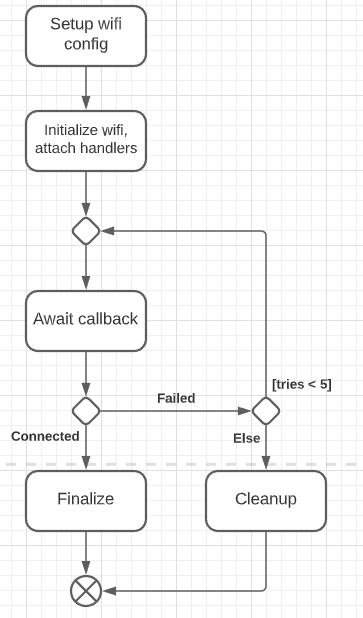 Setup wifi
config
Initialize wifi,
attach handlers
Await callback
[tries < 5]
Failed
Connected
Else
Finalize
Cleanup